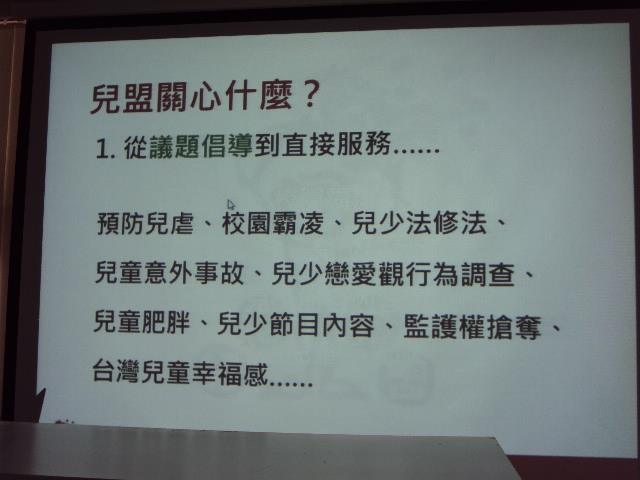 兒盟關心什麼？
1. 從議題倡導到直接服務......
預防兒虐、校園霸凌、兒少法修法、
兒童意外事故、兒少戀愛觀行為調查、
兒童肥胖、兒少節目內容、監護權搶奪、
台灣兒童幸福感......